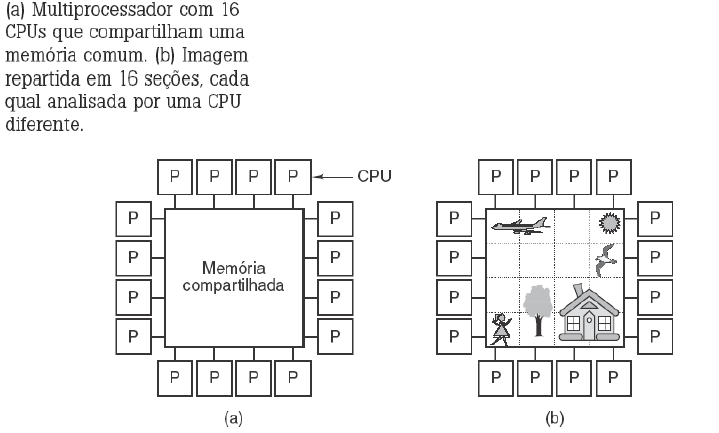 (a) Multiprocessador com 16
CPUs que compartilham uma
memória comum. (b) Imagem
repartida em 16 seções, cada
qual analisada por uma CPU
diferente.
P P P P CPU P P P P
P P P P
P P P P
Memória
compartilhada
P P P P
P P P P
P P P P P P P P
(a) (b)